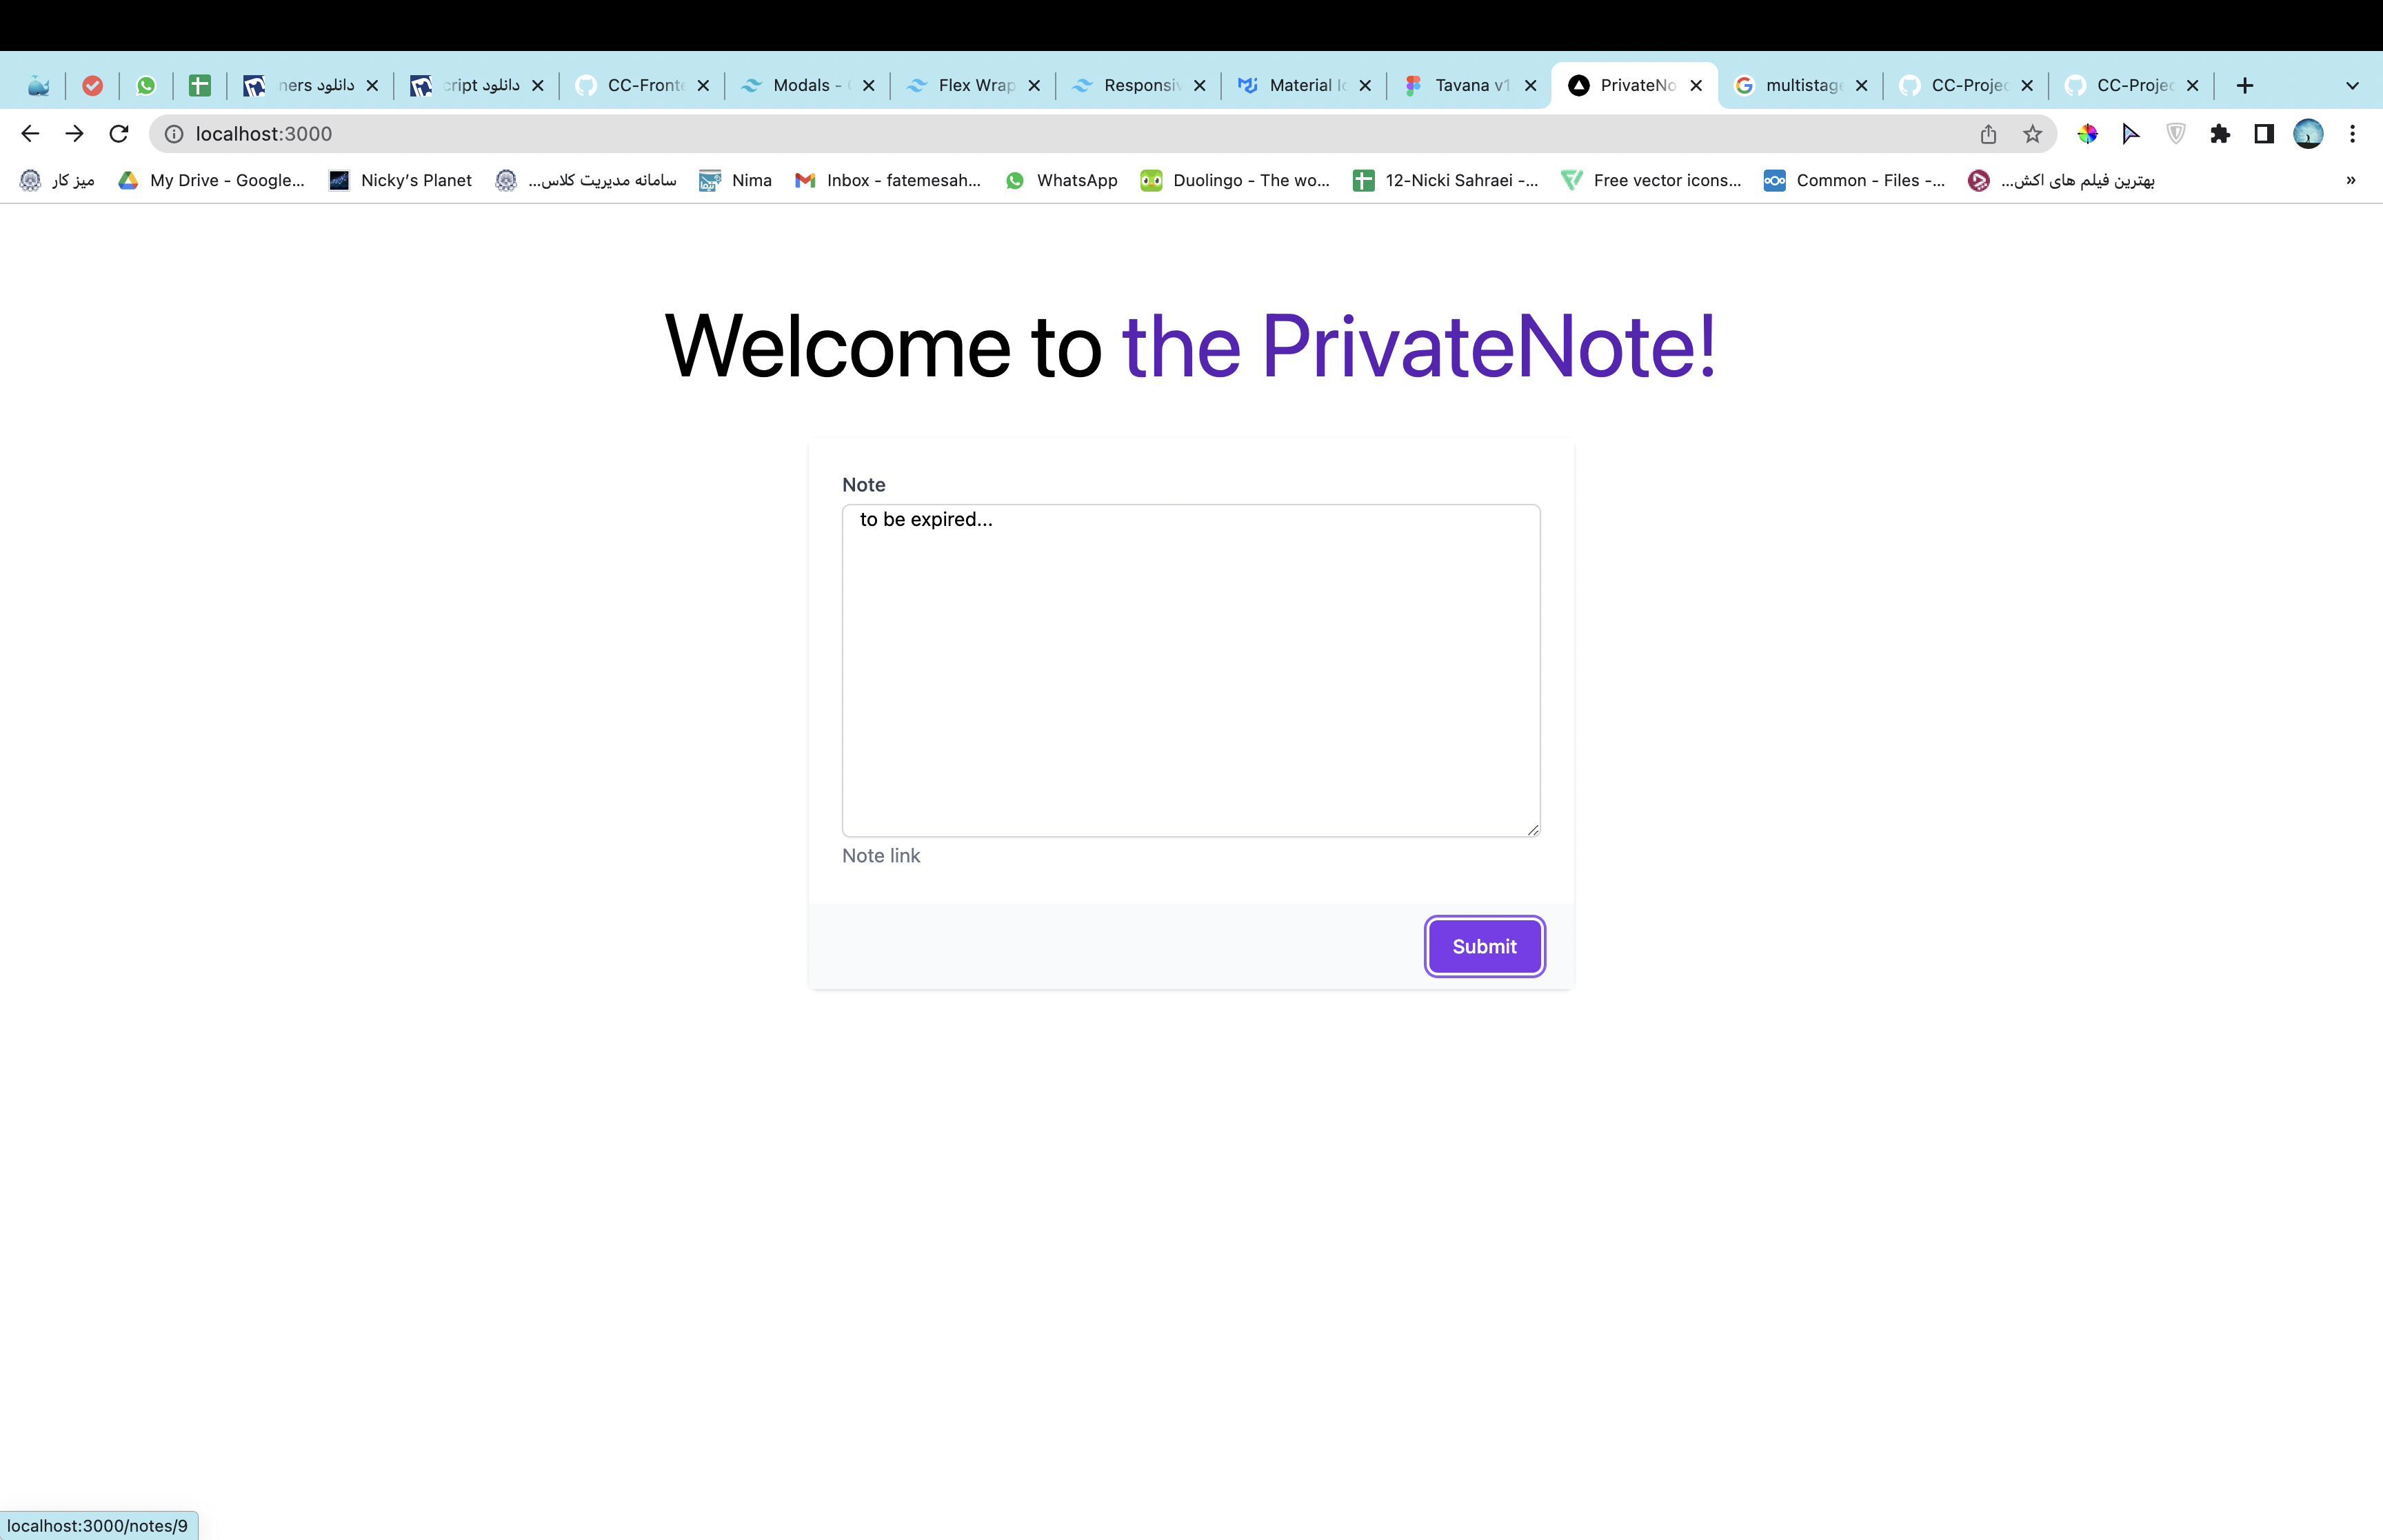 ners دانلود
cript دانلود
CC-Fronte
Modals - (
Flex Wrap
Responsiv
Material Ic
Tavana v1
PrivateNo
multistage
CC-Projec
CC-Projec
localhost:3000
میز کار
My Drive - Google...
Nicky's Planet
سامانه مدیریت کلاس...
Nima
Inbox - fatemesah...
WhatsApp
Duolingo - The wo...
12-Nicki Sahraei -...
Free vector icons...
Common - Files -...
بهترین فیلم های اکش...
»
Welcome to the PrivateNote!
Note
to be expired...
Note link
Submit
localhost:3000/notes/9